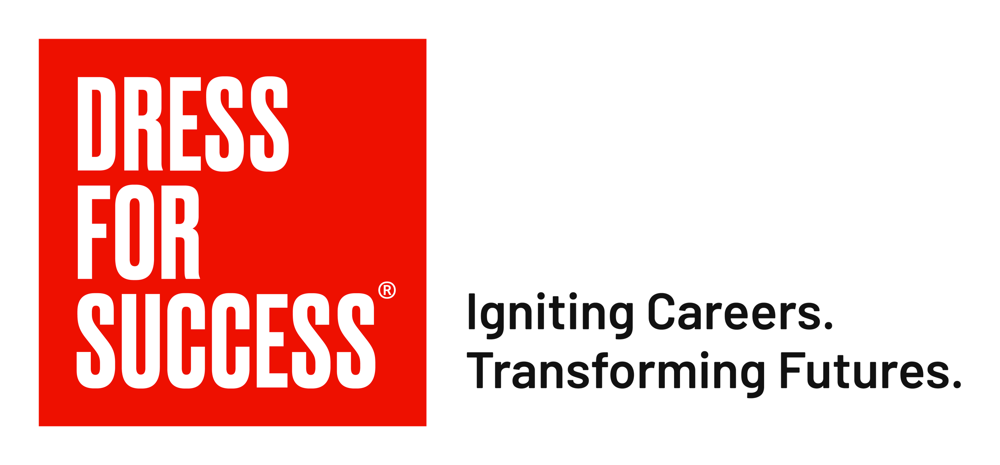 DRESS
FOR
SUCCESS®
Igniting Careers.
Transforming Futures.